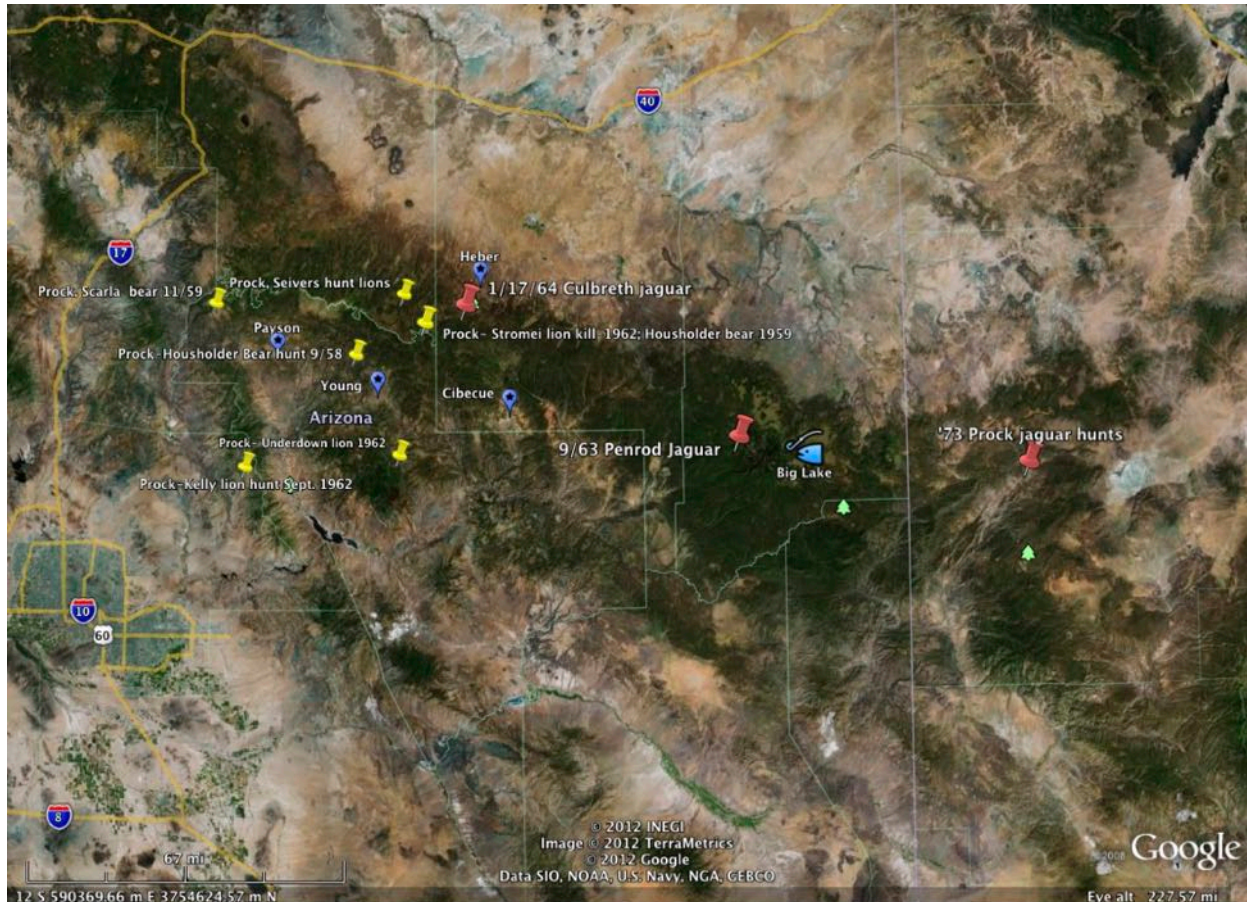 40
17
Heber
Prock, Scarla bear 11/59
Prock, Seivers hunt lions
1/17/64 Culbreth jaguar
Payson
Prock- Stromei lion kill, 1962; Housholder bear 1959
Prock-Housholder Bear hunt 9/58
Young
Cibecue
Arizona
Prock- Underdown lion 1962
9/63 Penrod Jaguar
'73 Prock jaguar hunts
Big Lake
Prock-Kelly lion hunt Sept. 1962
10
60
8
67 mi
© 2012 INEGI
Image © 2012 TerraMetrics
© 2012 Google
Data SIO, NOAA, U.S. Navy, NGA, GEBCO
©2008 Google
12 S 590369.66 m E 3754624.57 m N
Eye alt 227.57 mi